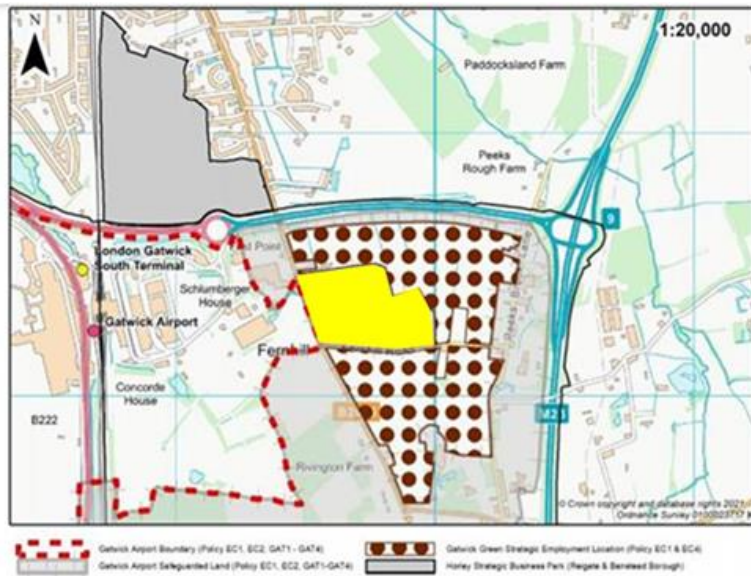 N
1:20,000
Paddocksland Farm
Peeks
Rough Farm
9
London Gatwick
South Terminal
Point
Schlumberger
House
Gatwick Airport
Fernhill
Concorde
House
B222
M23
Rivington Farm
© Crown copyright and database rights 2021
Ordnance Survey
Gatwick Airport Boundary (Policy EC1, EC2, GAT1 - GAT4)
Gatwick Green Strategic Employment Location (Policy EC1 & EC4)
Gatwick Airport Safeguarded Land (Policy EC1, EC2, GAT1-GAT4)
Horley Strategic Business Park (Reigate & Banstead Borough)